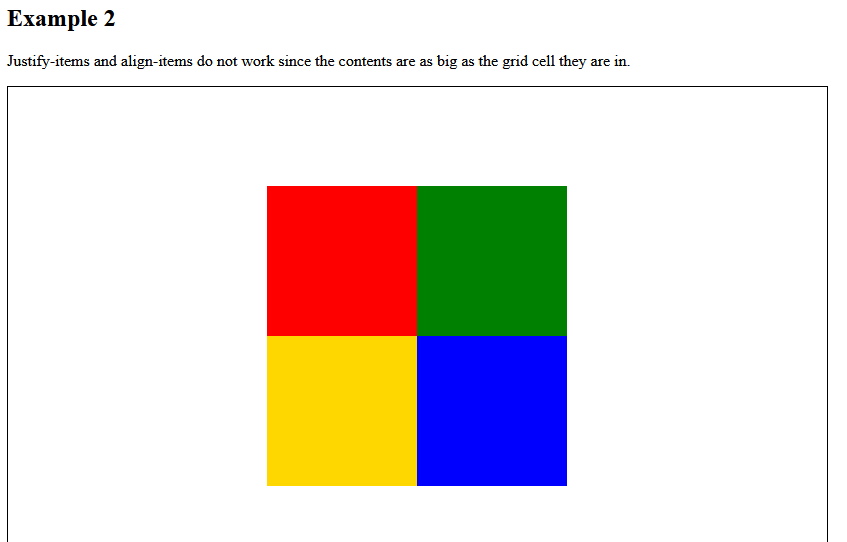 Example 2
Justify-items and align-items do not work since the contents are as big as the grid cell they are in.